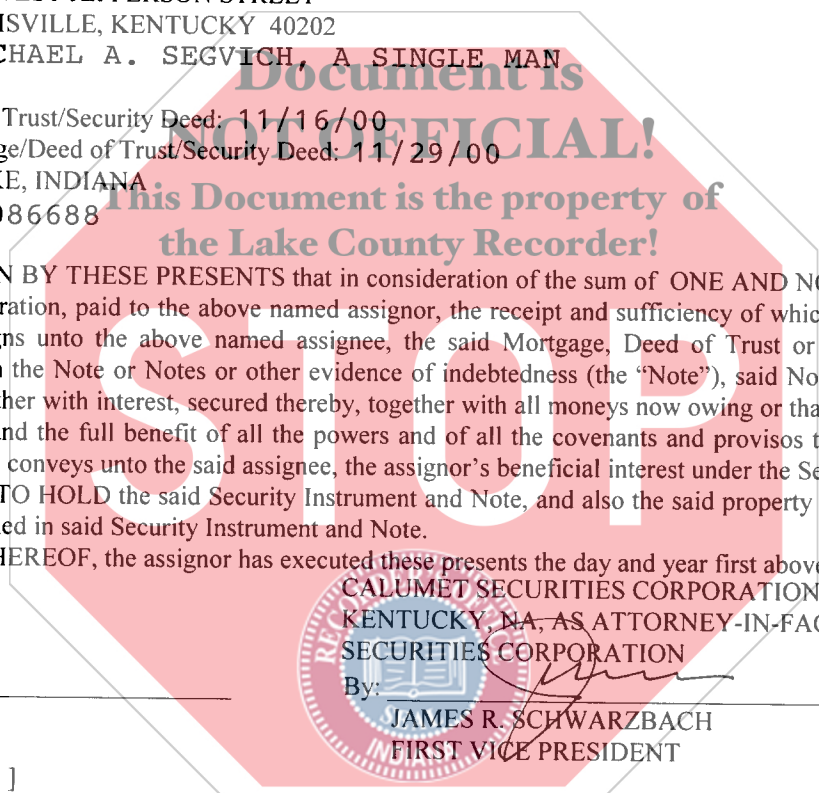 ISVILLE, KENTUCKY 40202
CHAEL A. SEGVICH, A SINGLE MAN
Document is
Trust/Security Deed: 11/16/00
NOT OFFICIAL!
ge/Deed of Trust/Security Deed: 11/29/00
KE, INDIANA
This Document is the property of
086688
the Lake County Recorder!
N BY THESE PRESENTS that in consideration of the sum of ONE AND NO
ration, paid to the above named assignor, the receipt and sufficiency of whic
gns unto the above named assignee, the said Mortgage, Deed of Trust or
the Note or Notes or other evidence of indebtedness (the “Note”), said No
ther with interest, secured thereby, together with all moneys now owing or tha
nd the full benefit of all the powers and of all the covenants and provisos t
conveys unto the said assignee, the assignor's beneficial interest under the Se
TO HOLD the said Security Instrument and Note, and also the said property
ed in said Security Instrument and Note.
HEREOF, the assignor has executed these presents the day and year first above
STOP
CALUMET SECURITIES CORPORATION
KENTUCKY, NA, AS ATTORNEY-IN-FAC
SECURITIES CORPORATION
By:
JAMES R. SCHWARZBACH
FIRST VICE PRESIDENT
RECORDER'S OFFICE
SEAL
INDIANA
]